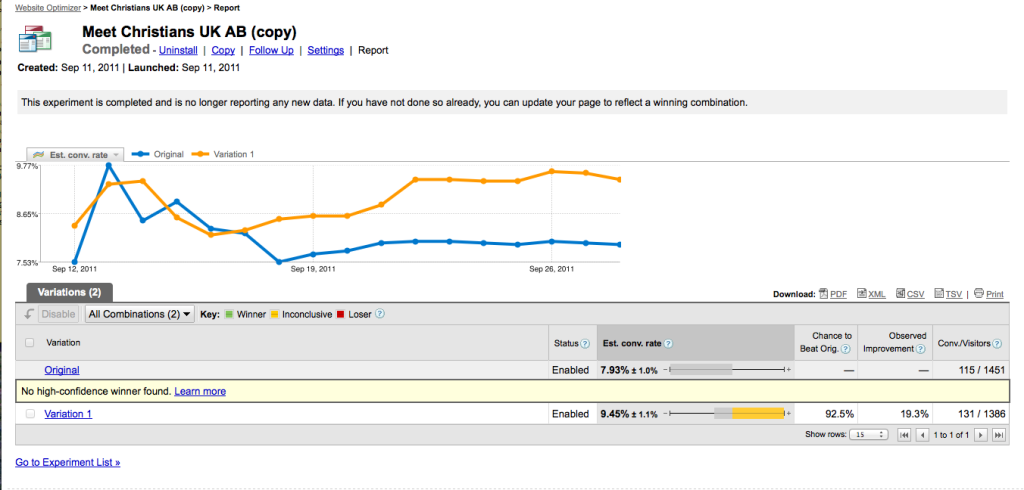 Website Optimizer > Meet Christians UK AB (copy) > Report
Meet Christians UK AB (copy)
Completed - Uninstall | Copy | Follow Up | Settings | Report
Created: Sep 11, 2011 | Launched: Sep 11, 2011
This experiment is completed and is no longer reporting any new data. If you have not done so already, you can update your page to reflect a winning combination.
Est. conv. rate Original Variation 1
9.77%
8.65%
7.53%
Sep 12, 2011 Sep 19, 2011 Sep 26, 2011
Variations (2) Download: PDF XML CSV TSV | Print
Disable All Combinations (2) Key: Winner Inconclusive Loser ?
Variation Status ? Est. conv. rate ? Chance to Beat Orig. ? Observed Improvement ? Conv./Visitors ?
Original Enabled 7.93% ± 1.0% — — 115 / 1451
No high-confidence winner found. Learn more
Variation 1 Enabled 9.45% ± 1.1% 92.5% 19.3% 131 / 1386
Show rows: 15 1 to 1 of 1
Go to Experiment List »